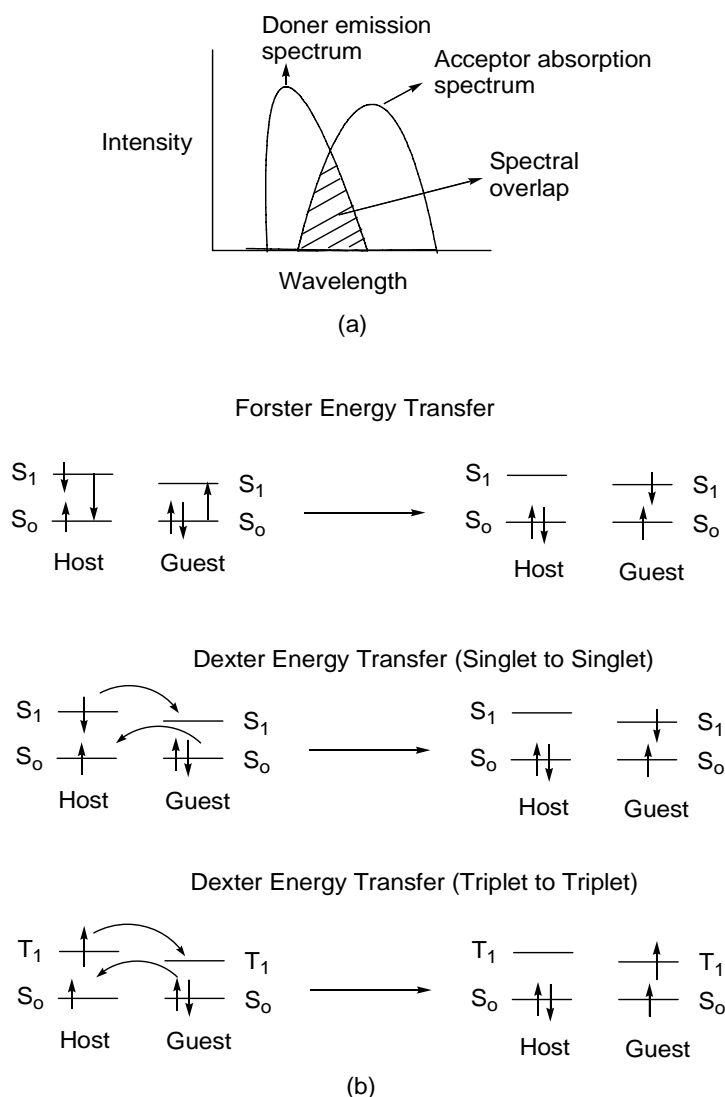 Doner emission
spectrum
Acceptor absorption
spectrum
Intensity
Spectral
overlap
Wavelength
(a)
Forster Energy Transfer
S1 S1 S1 S1
So So So So
Host Guest Host Guest
Dexter Energy Transfer (Singlet to Singlet)
S1 S1 S1 S1
So So So So
Host Guest Host Guest
Dexter Energy Transfer (Triplet to Triplet)
T1 T1 T1 T1
So So So So
Host Guest Host Guest
(b)